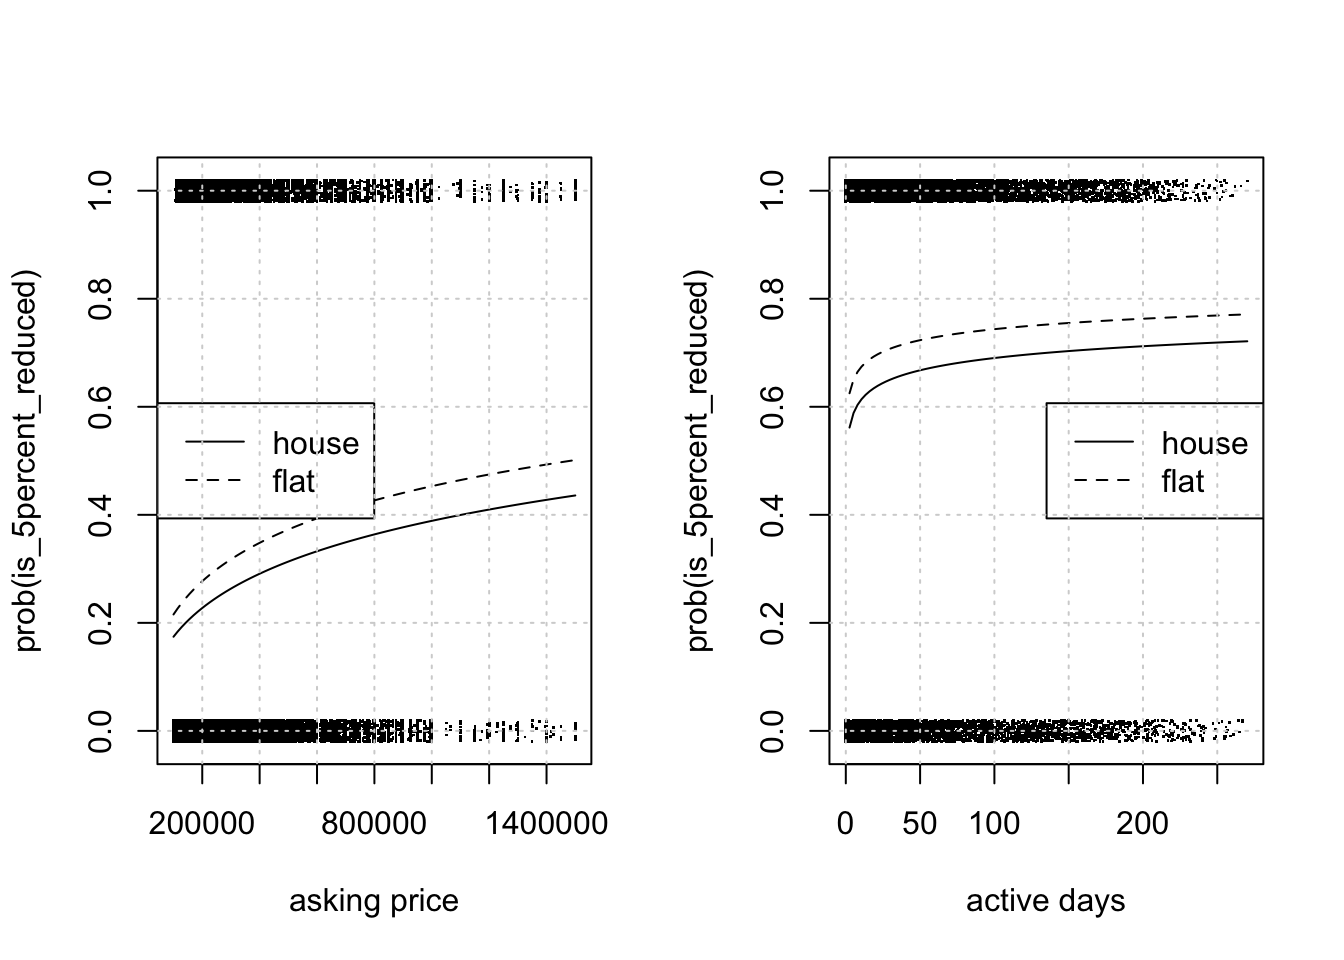 prob(is_5percent_reduced)
1.0
0.8
0.6
0.4
0.2
0.0
house
flat
200000 800000 1400000
asking price
prob(is_5percent_reduced)
1.0
0.8
0.6
0.4
0.2
0.0
house
flat
0 50 100 200
active days